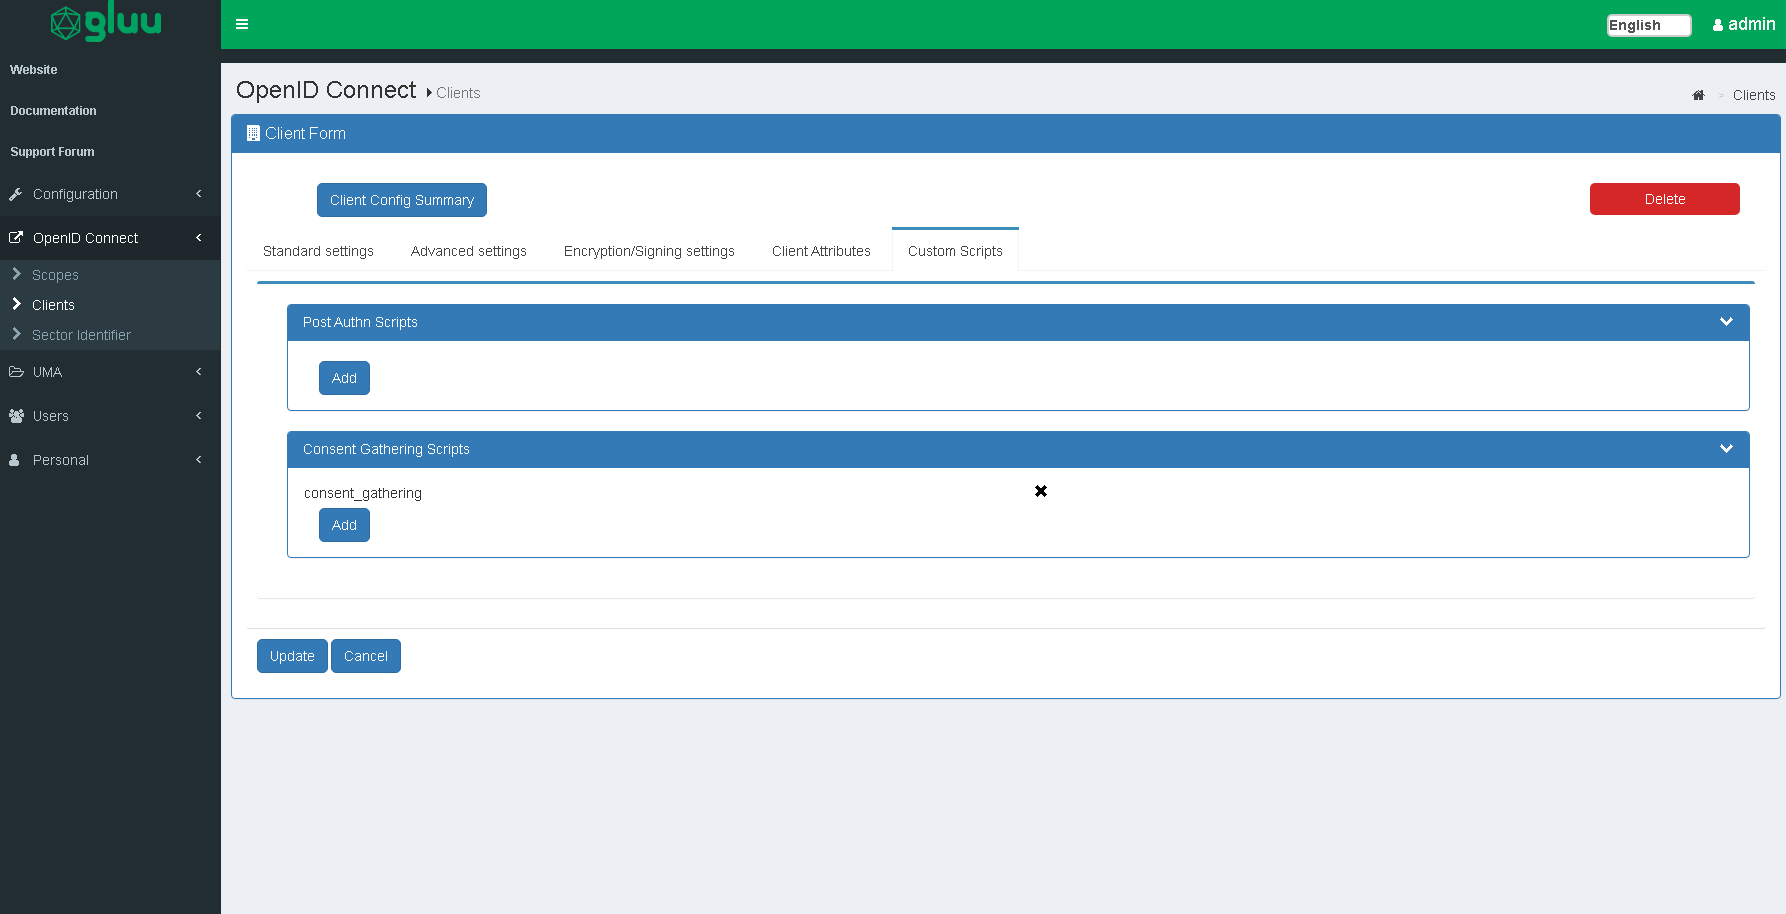 gluu
English
admin
Website
Documentation
Support Forum
Configuration
OpenID Connect
Scopes
Clients
Sector Identifier
UMA
Users
Personal
OpenID Connect Clients
Clients
Client Form
Client Config Summary
Delete
Standard settings
Advanced settings
Encryption/Signing settings
Client Attributes
Custom Scripts
Post Authn Scripts
Add
Consent Gathering Scripts
consent_gathering
Add
Update
Cancel